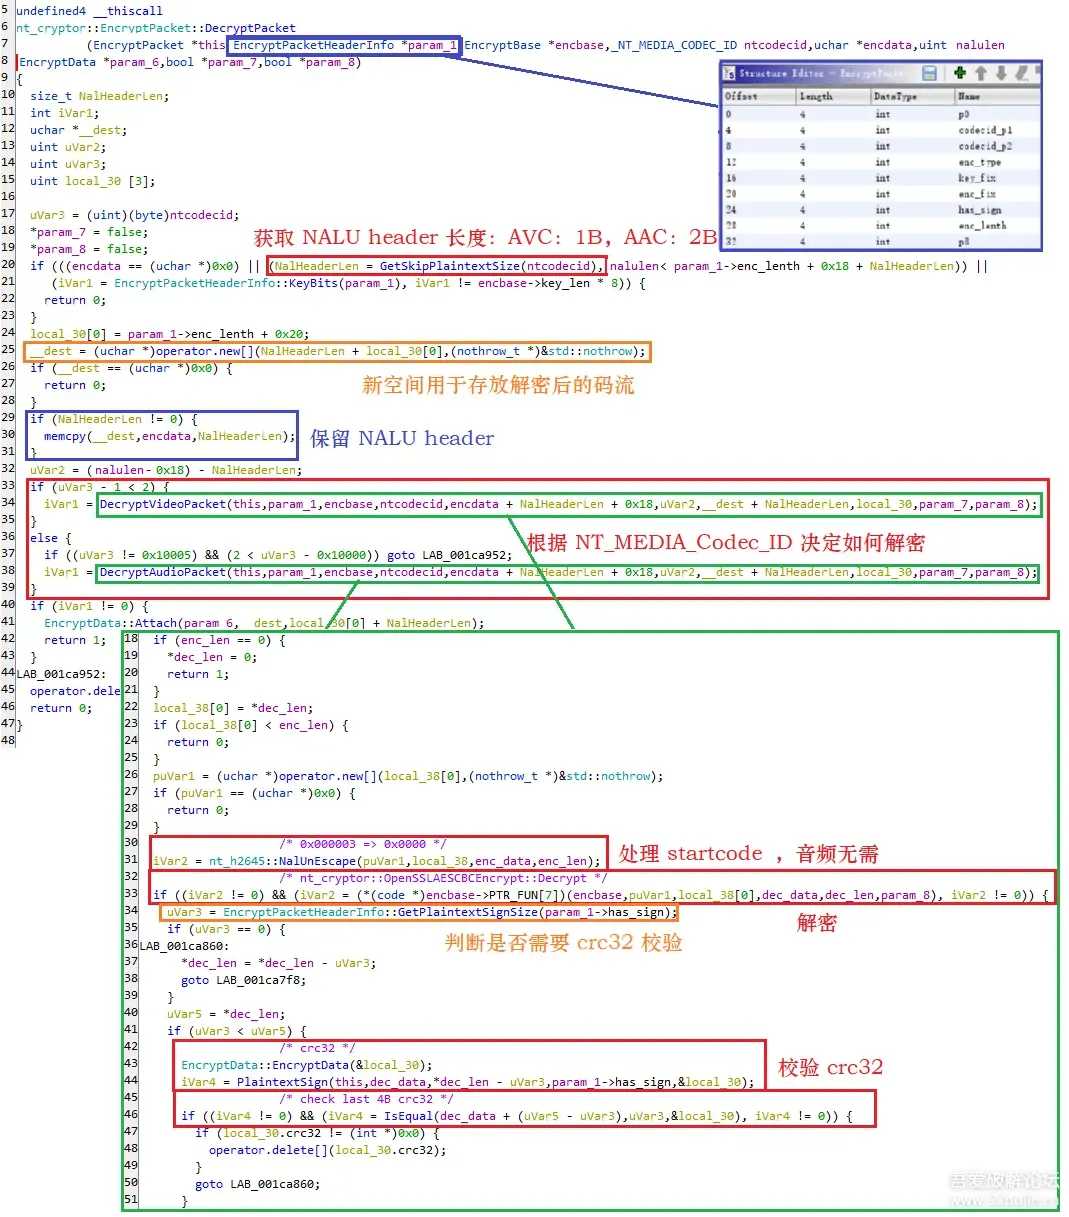 5 undefined4 __thiscall
6 nt_cryptor::EncryptPacket::DecryptPacket
7 (EncryptPacket *this EncryptPacketHeaderInfo *param_1 EncryptBase *encbase,_NT_MEDIA_CODEC_ID ntcodecid,uchar *encdata,uint nalulen
8 EncryptData *param_6,bool *param_7,bool *param_8)
9 {
10 size_t NalHeaderLen;
11 int iVar1;
12 uchar *__dest;
13 uint uVar2;
14 uint uVar3;
15 uint local_30 [3];
16
17 uVar3 = (uint)(byte)ntcodecid;
18 *param_7 = false;
19 *param_8 = false;
获取 NALU header 长度：AVC：1B，AAC：2B
20 if (((encdata == (uchar *)0x0) || (NalHeaderLen = GetSkipPlaintextSize(ntcodecid), nalulen< param_1->enc_lenth + 0x18 + NalHeaderLen)) ||
21 (iVar1 = EncryptPacketHeaderInfo::KeyBits(param_1), iVar1 != encbase->key_len * 8)) {
22 return 0;
23 }
24 local_30[0] = param_1->enc_lenth + 0x20;
25 __dest = (uchar *)operator.new[](NalHeaderLen + local_30[0],(nothrow_t *)&std::nothrow);
26 if (__dest == (uchar *)0x0) {
27 return 0;
新空间用于存放解密后的码流
28 }
29 if (NalHeaderLen != 0) {
30 memcpy(__dest,encdata,NalHeaderLen);
保留 NALU header
31 }
32 uVar2 = (nalulen- 0x18) - NalHeaderLen;
33 if (uVar3 - 1 < 2) {
34 iVar1 = DecryptVideoPacket(this,param_1,encbase,ntcodecid,encdata + NalHeaderLen + 0x18,uVar2,__dest + NalHeaderLen,local_30,param_7,param_8);
35 }
36 else {
根据 NT_MEDIA_Codec_ID 决定如何解密
37 if ((uVar3 != 0x10005) && (2 < uVar3 - 0x10000)) goto LAB_001ca952;
38 iVar1 = DecryptAudioPacket(this,param_1,encbase,ntcodecid,encdata + NalHeaderLen + 0x18,uVar2,__dest + NalHeaderLen,local_30,param_7,param_8);
39 }
40 if (iVar1 != 0) {
41 EncryptData::Attach(param_6,__dest,local_30[0] + NalHeaderLen);
42 return 1;
43 }
44 LAB_001ca952:
45 operator.dele
46 return 0;
47 }
48
Structure Editor -
Offset Length DataType Name
0 4 int p0
4 4 int codecid_p1
8 4 int codecid_p2
12 4 int enc_type
16 4 int key_fix
20 4 int enc_fix
24 4 int has_sign
28 4 int enc_lenth
32 4 int p8
18 if (enc_len == 0) {
19 *dec_len = 0;
20 return 1;
21 }
22 local_38[0] = *dec_len;
23 if (local_38[0] < enc_len) {
24 return 0;
25 }
26 puVar1 = (uchar *)operator.new[](local_38[0],(nothrow_t *)&std::nothrow);
27 if (puVar1 == (uchar *)0x0) {
28 return 0;
29 }
30 /* 0x000003 => 0x0000 */
31 iVar2 = nt_h2645::NalUnEscape(puVar1,local_38,enc_data,enc_len);
处理 startcode ，音频无需
32 /* nt_cryptor::OpenSSLAESCBCEncrypt::Decrypt */
33 if ((iVar2 != 0) && (iVar2 = (*(code *)encbase->PTR_FUN[7])(encbase,puVar1,local_38[0],dec_data,dec_len,param_8), iVar2 != 0)) {
34 uVar3 = EncryptPacketHeaderInfo::GetPlaintextSignSize(param_1->has_sign);
解密
35 if (uVar3 == 0) {
判断是否需要 crc32 校验
36 LAB_001ca860:
37 *dec_len = *dec_len - uVar3;
38 goto LAB_001ca7f8;
39 }
40 uVar5 = *dec_len;
41 if (uVar3 < uVar5) {
42 /* crc32 */
43 EncryptData::EncryptData(&local_30);
校验 crc32
44 iVar4 = PlaintextSign(this,dec_data,*dec_len - uVar3,param_1->has_sign,&local_30);
45 /* check last 4B crc32 */
46 if ((iVar4 != 0) && (iVar4 = IsEqual(dec_data + (uVar5 - uVar3),uVar3,&local_30), iVar4 != 0)) {
47 if (local_30.crc32 != (int *)0x0) {
48 operator.delete[](local_30.crc32);
49 }
50 goto LAB_001ca860;
51 }
吾爱破解论坛
www.52pojie.cn